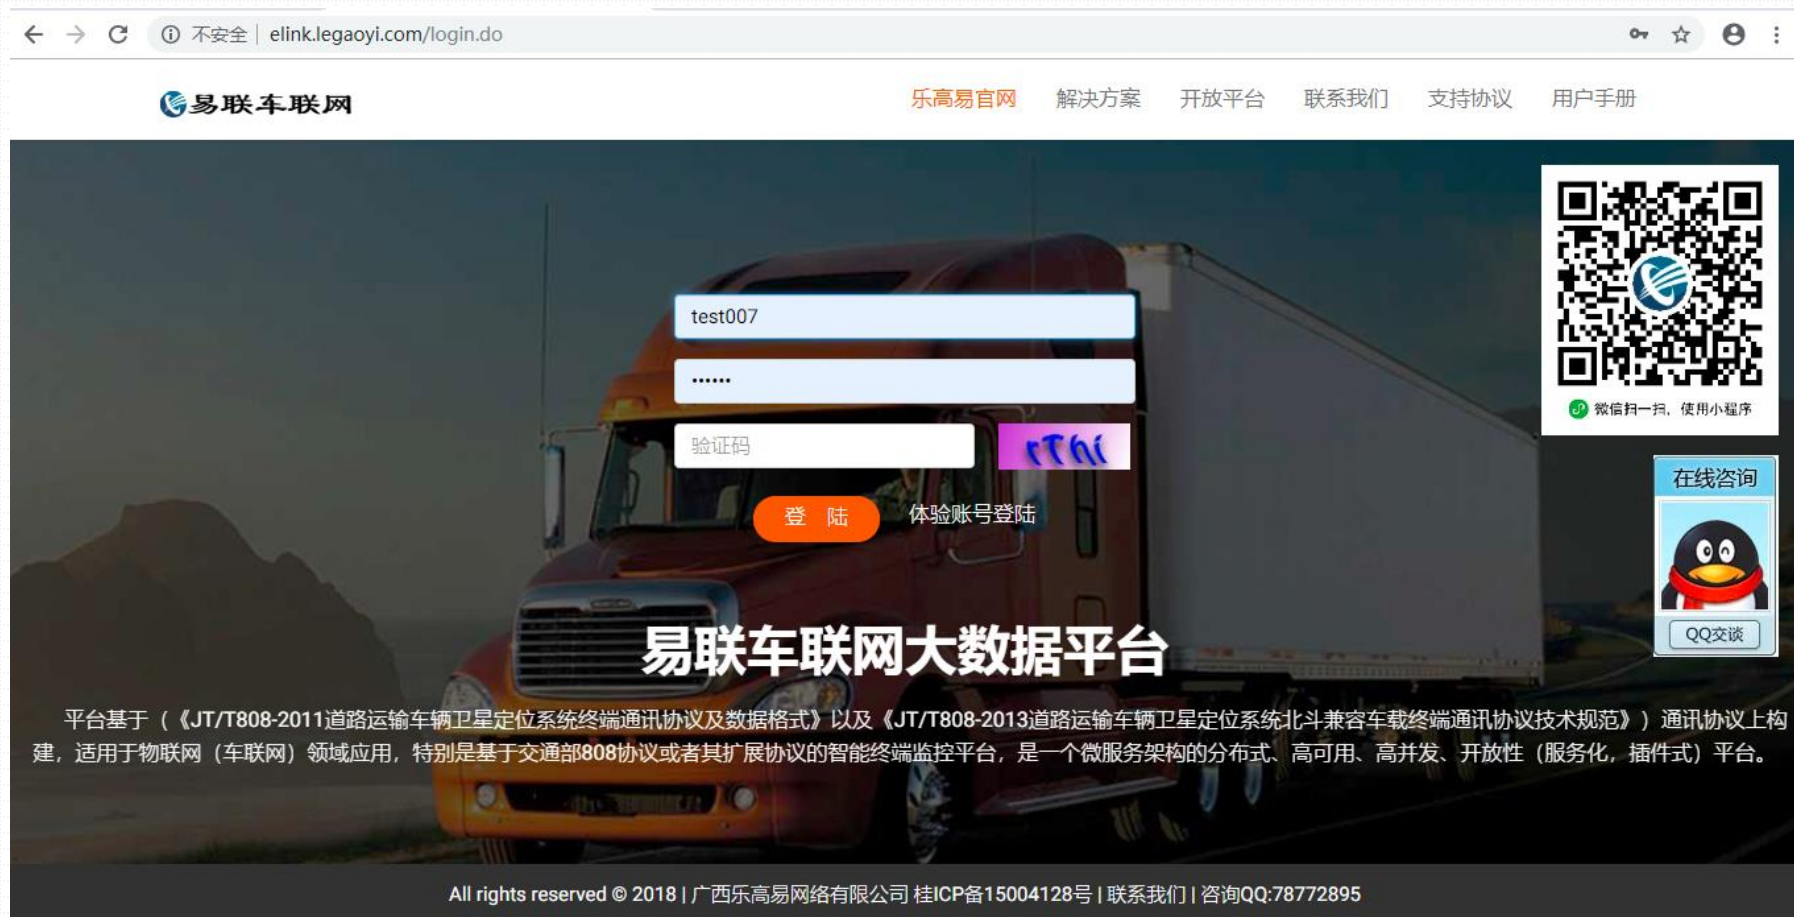 不安全 | elink.legaoyi.com/login.do
易联车联网
乐高易官网 解决方案 开放平台 联系我们 支持协议 用户手册
微信扫一扫，使用小程序
test007
••••••
验证码 rThi
登 陆 体验账号登陆
在线咨询
QQ交谈
易联车联网大数据平台
平台基于（《JT/T808-2011道路运输车辆卫星定位系统终端通讯协议及数据格式》以及《JT/T808-2013道路运输车辆卫星定位系统北斗兼容车载终端通讯协议技术规范》）通讯协议上构
建，适用于物联网（车联网）领域应用，特别是基于交通部808协议或者其扩展协议的智能终端监控平台，是一个微服务架构的分布式、高可用、高并发、开放性（服务化，插件式）平台。
All rights reserved © 2018 | 广西乐高易网络有限公司 桂ICP备15004128号 | 联系我们 | 咨询QQ:78772895